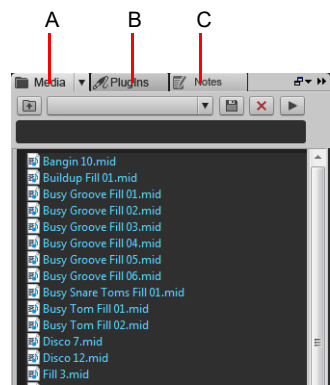 A B C
Media PlugIns Notes
Bangin 10.mid
Buildup Fill 01.mid
Busy Groove Fill 01.mid
Busy Groove Fill 02.mid
Busy Groove Fill 03.mid
Busy Groove Fill 04.mid
Busy Groove Fill 05.mid
Busy Groove Fill 06.mid
Busy Snare Toms Fill 01.mid
Busy Tom Fill 01.mid
Busy Tom Fill 02.mid
Disco 7.mid
Disco 12.mid
Fill 3.mid